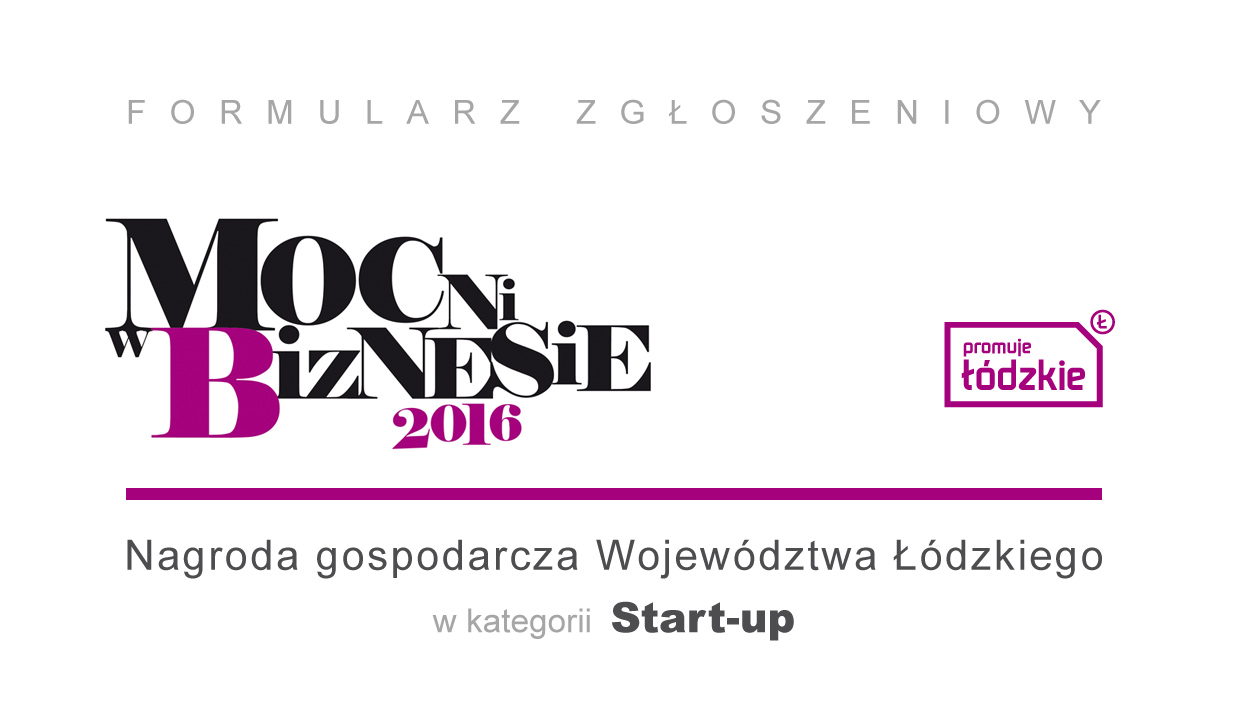 FORMULARZ ZGŁOSZENIOWY
MOCNi
w BiZNESiE
2016
Ł
promuje
łódzkie
Nagroda gospodarcza Województwa Łódzkiego
w kategorii Start-up